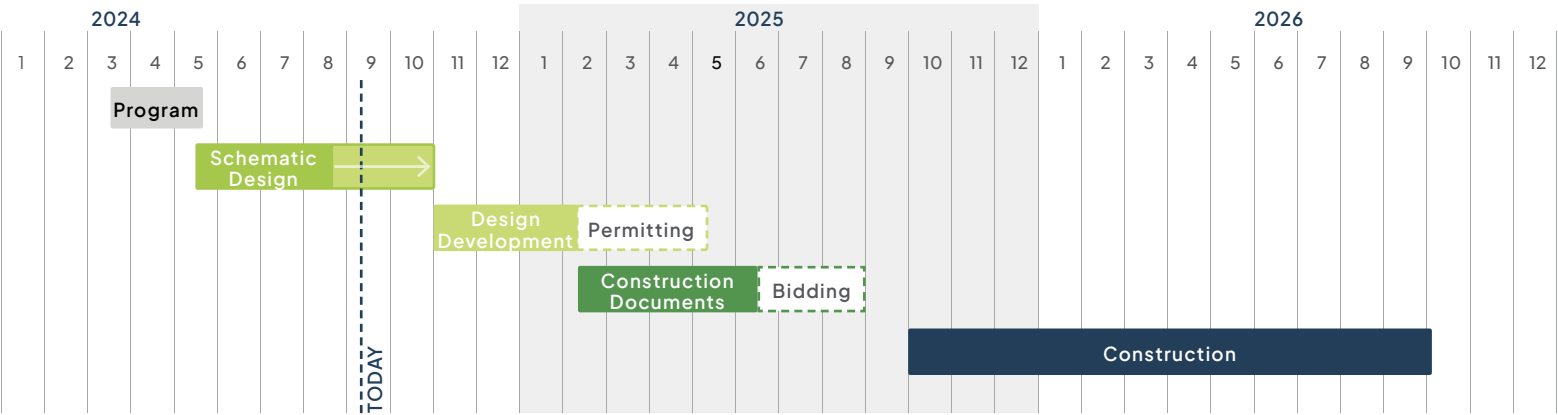 2024 2025 2026
1 2 3 4 5 6 7 8 9 10 11 12 1 2 3 4 5 6 7 8 9 10 11 12 1 2 3 4 5 6 7 8 9 10 11 12
Program
Schematic
Design
Design
Development
Permitting
Construction
Documents
Bidding
Construction
TODAY